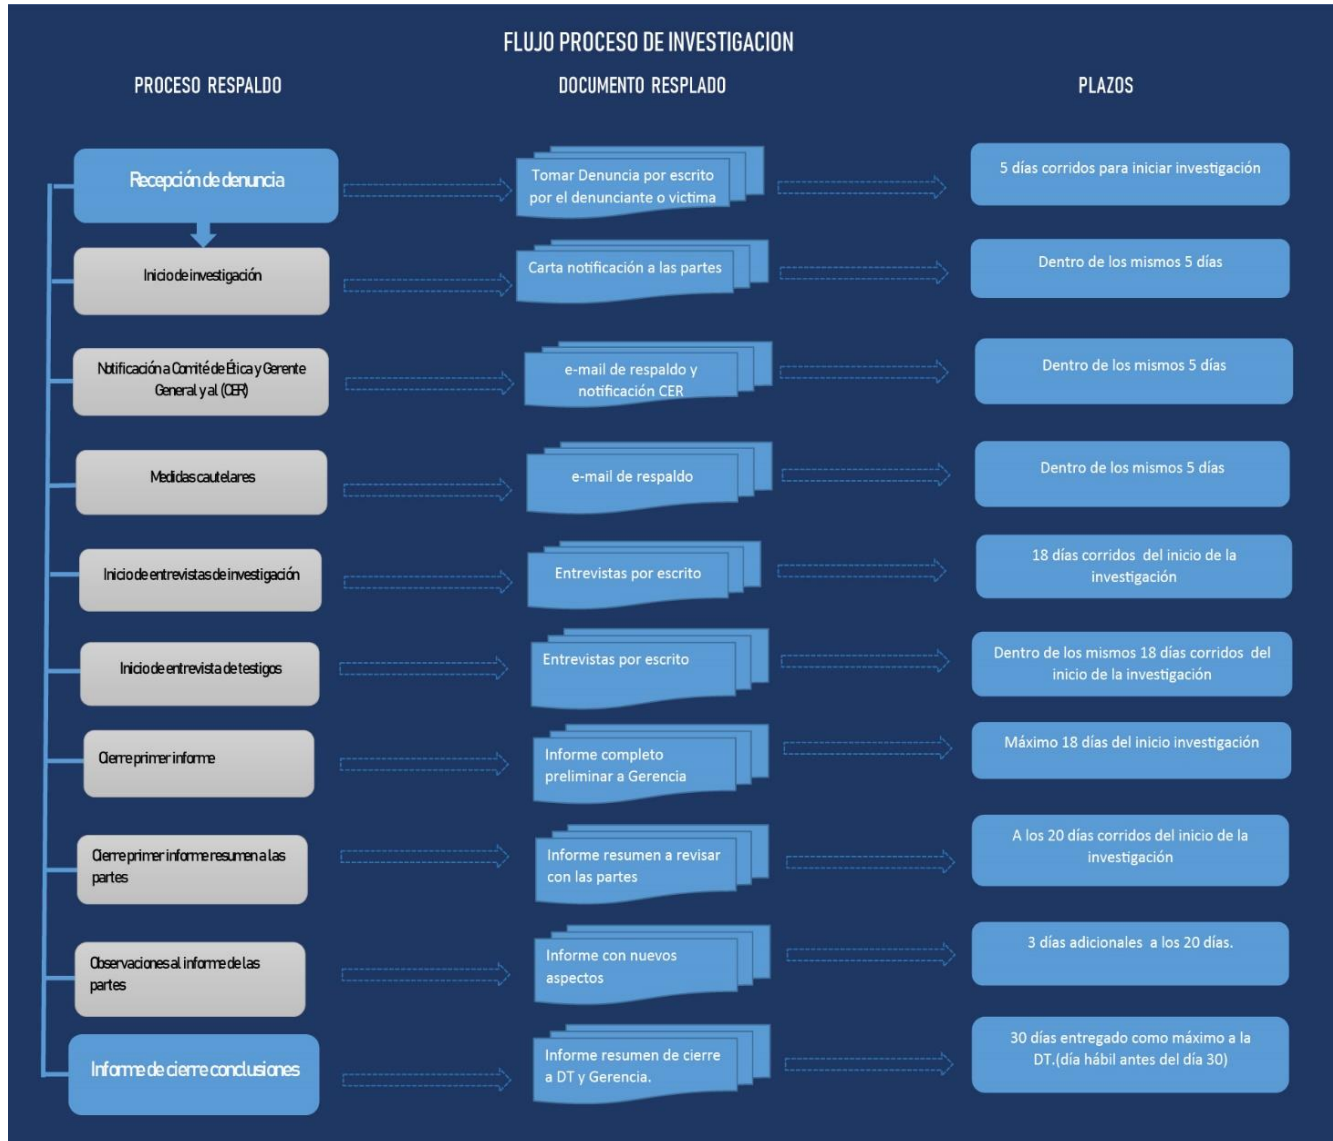 FLUJO PROCESO DE INVESTIGACION
PROCESO RESPALDO
DOCUMENTO RESPLADO
PLAZOS
Recepción de denuncia
Tomar Denuncia por escrito
por el denunciante o victima
5 días corridos para iniciar investigación
Inicio de investigación
Carta notificación a las partes
Dentro de los mismos 5 días
Notificación a Comité de Ética y Gerente
General y al (CER)
e-mail de respaldo y
notificación CER
Dentro de los mismos 5 días
Medidas cautelares
e-mail de respaldo
Dentro de los mismos 5 días
Inicio de entrevistas de investigación
Entrevistas por escrito
18 días corridos del inicio de la
investigación
Inicio de entrevista de testigos
Entrevistas por escrito
Dentro de los mismos 18 días corridos del
inicio de la investigación
Cierre primer informe
Informe completo
preliminar a Gerencia
Máximo 18 días del inicio investigación
Cierre primer informe resumen a las
partes
Informe resumen a revisar
con las partes
A los 20 días corridos del inicio de la
investigación
Observaciones al informe de las
partes
Informe con nuevos
aspectos
3 días adicionales a los 20 días.
Informe de cierre conclusiones
Informe resumen de cierre
a DT y Gerencia.
30 días entregado como máximo a la
DT.(día hábil antes del día 30)